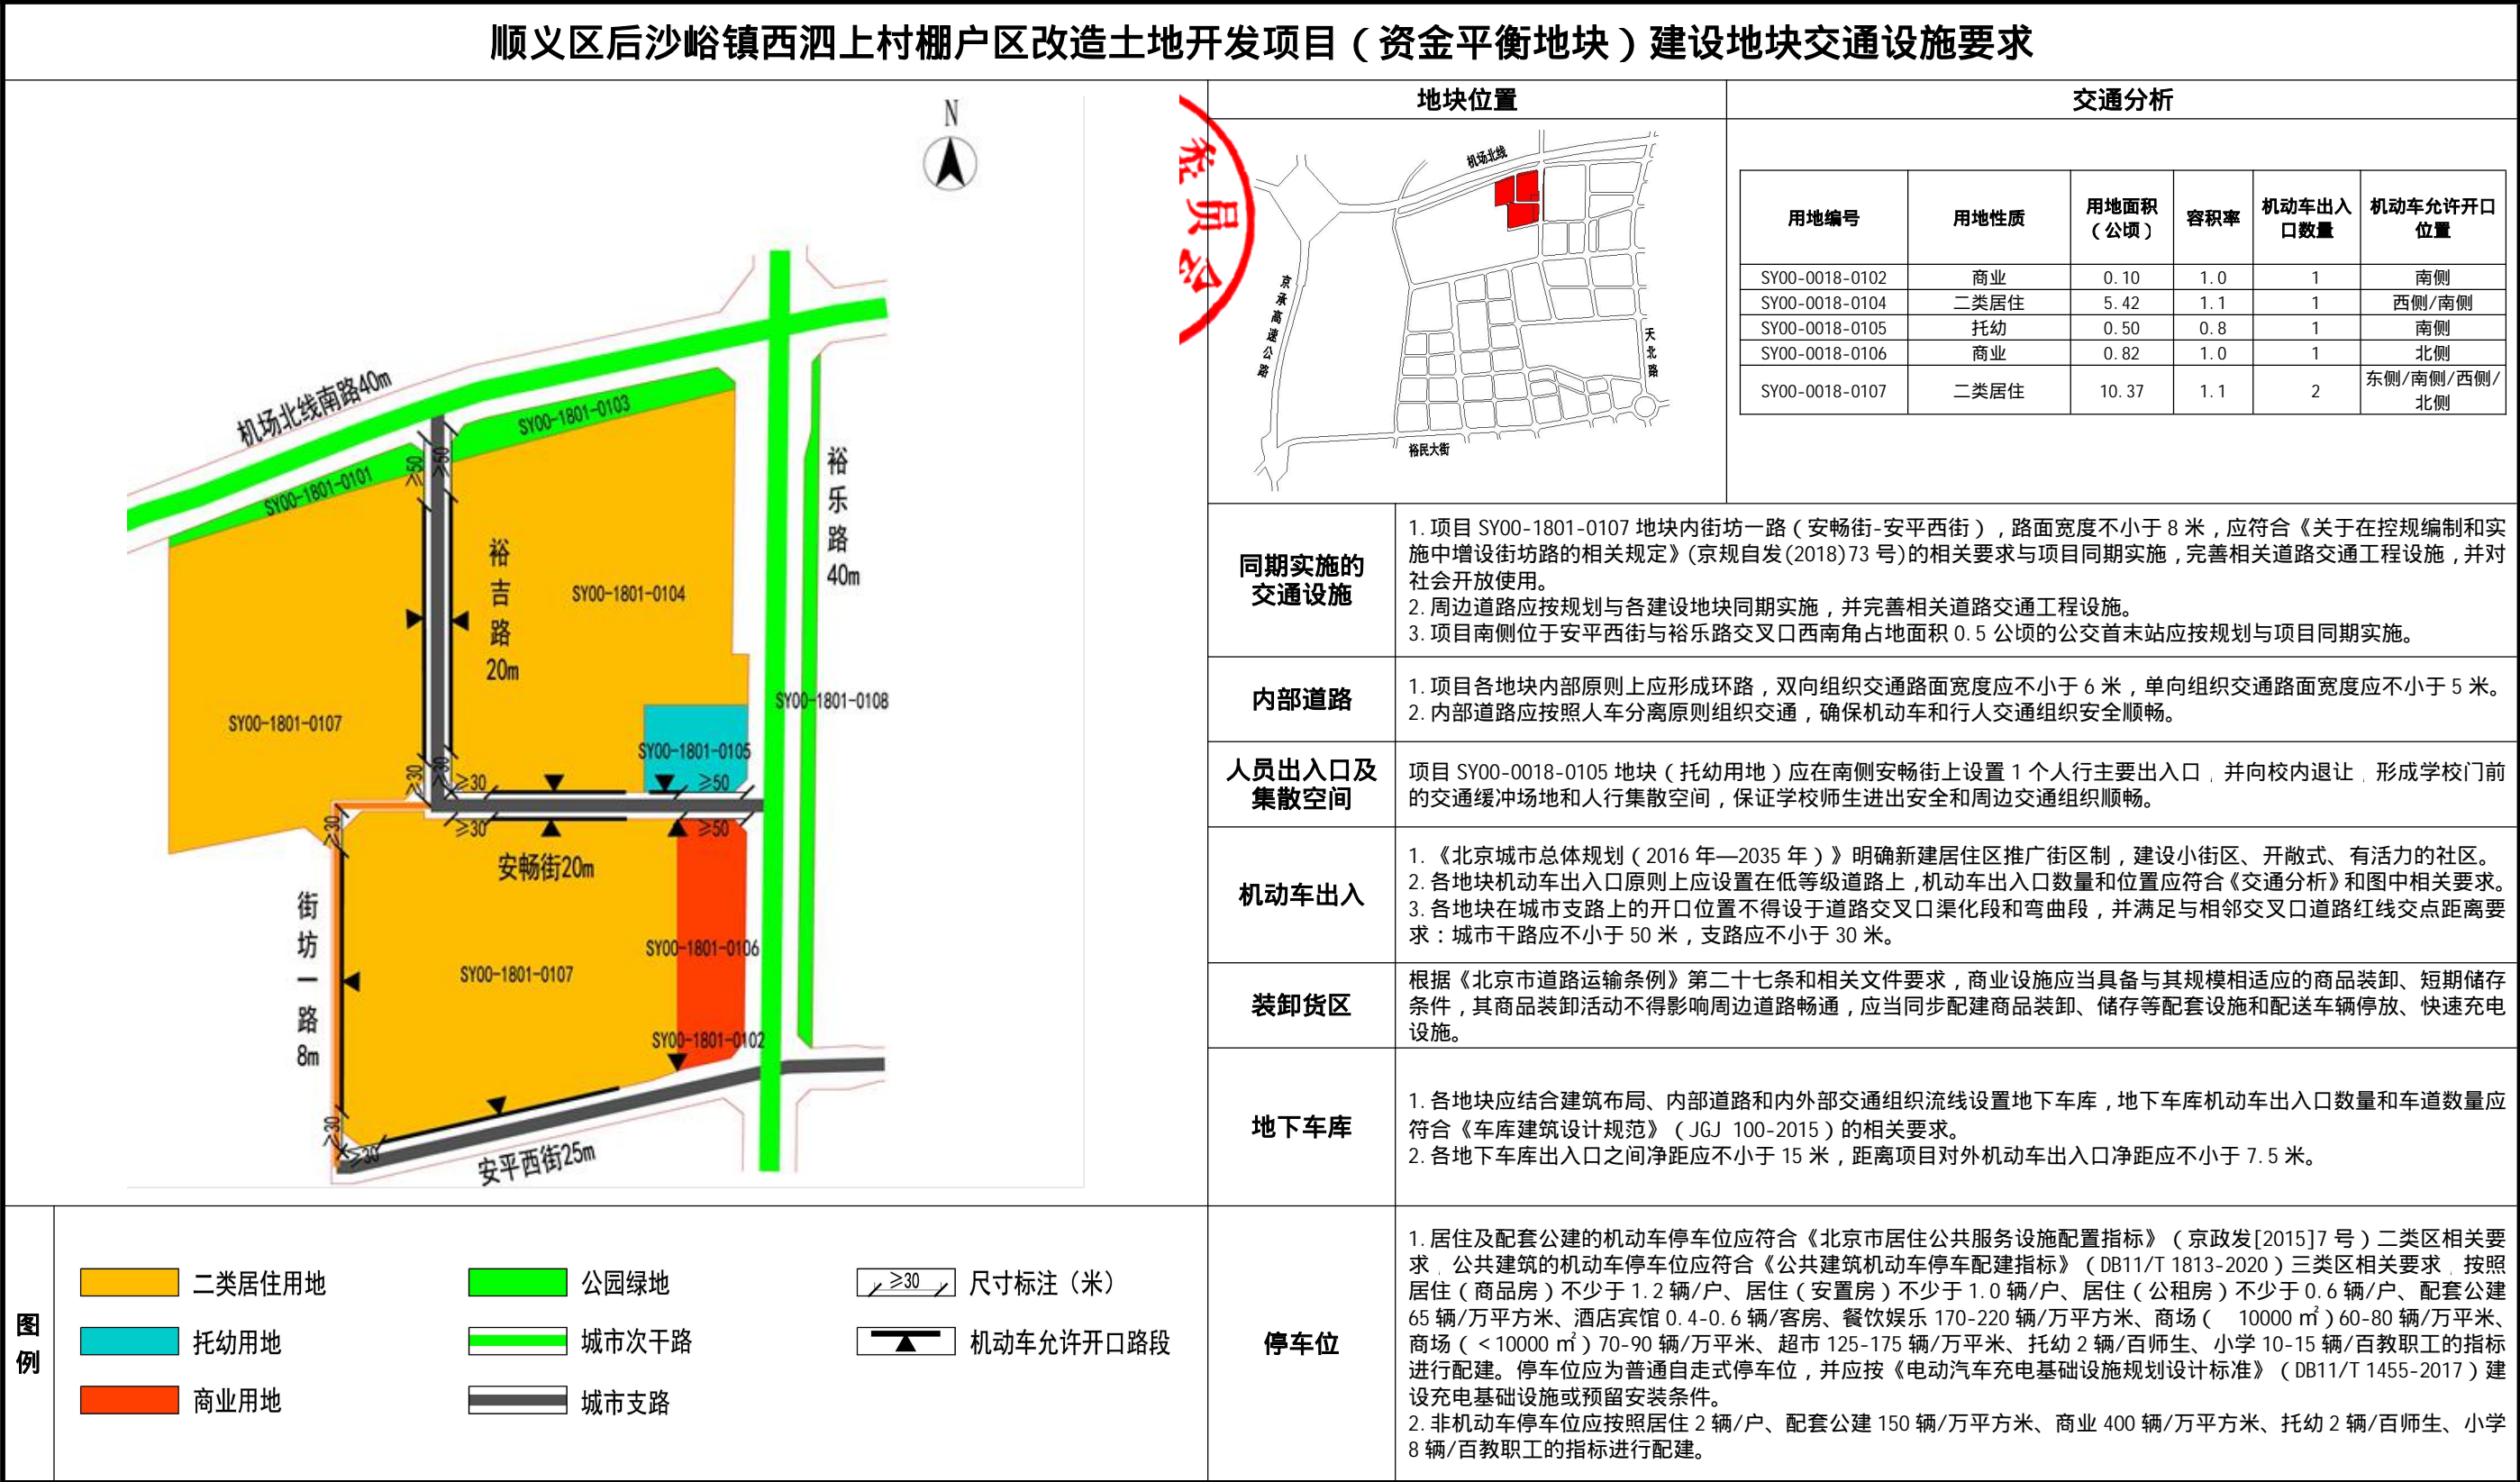 顺义区后沙峪镇西泗上村棚户区改造土地开发项目（资金平衡地块）建设地块交通设施要求
N
机场北线南路40m
SY00-1801-0103
SY00-1801-0101
≥50
≥50
裕乐路40m
裕吉路20m
SY00-1801-0104
SY00-1801-0108
SY00-1801-0107
SY00-1801-0105
≥30
≥30
≥30
≥50
≥30
≥30
≥50
安畅街20m
街坊一路8m
SY00-1801-0106
SY00-1801-0107
SY00-1801-0102
≥30
≥30
安平西街25m
地块位置
员会
机场北线
京承高速公路
天北路
裕民大街
交通分析
用地编号 用地性质 用地面积（公顷） 容积率 机动车出入口数量 机动车允许开口位置
SY00-0018-0102 商业 0.10 1.0 1 南侧
SY00-0018-0104 二类居住 5.42 1.1 1 西侧/南侧
SY00-0018-0105 托幼 0.50 0.8 1 南侧
SY00-0018-0106 商业 0.82 1.0 1 北侧
SY00-0018-0107 二类居住 10.37 1.1 2 东侧/南侧/西侧/北侧
同期实施的
交通设施
1.项目 SY00-1801-0107 地块内街坊一路（安畅街-安平西街），路面宽度不小于 8 米，应符合《关于在控规编制和实
施中增设街坊路的相关规定》(京规自发(2018)73 号)的相关要求与项目同期实施，完善相关道路交通工程设施，并对
社会开放使用。
2.周边道路应按规划与各建设地块同期实施，并完善相关道路交通工程设施。
3.项目南侧位于安平西街与裕乐路交叉口西南角占地面积 0.5 公顷的公交首末站应按规划与项目同期实施。
内部道路
1.项目各地块内部原则上应形成环路，双向组织交通路面宽度应不小于 6 米，单向组织交通路面宽度应不小于 5 米。
2.内部道路应按照人车分离原则组织交通，确保机动车和行人交通组织安全顺畅。
人员出入口及
集散空间
项目 SY00-0018-0105 地块（托幼用地）应在南侧安畅街上设置 1 个人行主要出入口，并向校内退让，形成学校门前
的交通缓冲场地和人行集散空间，保证学校师生进出安全和周边交通组织顺畅。
机动车出入
1.《北京城市总体规划（2016 年—2035 年）》明确新建居住区推广街区制，建设小街区、开敞式、有活力的社区。
2.各地块机动车出入口原则上应设置在低等级道路上，机动车出入口数量和位置应符合《交通分析》和图中相关要求。
3.各地块在城市支路上的开口位置不得设于道路交叉口渠化段和弯曲段，并满足与相邻交叉口道路红线交点距离要
求：城市干路应不小于 50 米，支路应不小于 30 米。
装卸货区
根据《北京市道路运输条例》第二十七条和相关文件要求，商业设施应当具备与其规模相适应的商品装卸、短期储存
条件，其商品装卸活动不得影响周边道路畅通，应当同步配建商品装卸、储存等配套设施和配送车辆停放、快速充电
设施。
地下车库
1.各地块应结合建筑布局、内部道路和内外部交通组织流线设置地下车库，地下车库机动车出入口数量和车道数量应
符合《车库建筑设计规范》（JGJ 100-2015）的相关要求。
2.各地下车库出入口之间净距应不小于 15 米，距离项目对外机动车出入口净距应不小于 7.5 米。
停车位
1.居住及配套公建的机动车停车位应符合《北京市居住公共服务设施配置指标》（京政发[2015]7 号）二类区相关要
求，公共建筑的机动车停车位应符合《公共建筑机动车停车配建指标》（DB11/T 1813-2020）三类区相关要求，按照
居住（商品房）不少于 1.2 辆/户、居住（安置房）不少于 1.0 辆/户、居住（公租房）不少于 0.6 辆/户、配套公建
65 辆/万平方米、酒店宾馆 0.4-0.6 辆/客房、餐饮娱乐 170-220 辆/万平方米、商场（ 10000 ㎡）60-80 辆/万平米、
商场（＜10000 ㎡）70-90 辆/万平米、超市 125-175 辆/万平米、托幼 2 辆/百师生、小学 10-15 辆/百教职工的指标
进行配建。停车位应为普通自走式停车位，并应按《电动汽车充电基础设施规划设计标准》（DB11/T 1455-2017）建
设充电基础设施或预留安装条件。
2.非机动车停车位应按照居住 2 辆/户、配套公建 150 辆/万平方米、商业 400 辆/万平方米、托幼 2 辆/百师生、小学
8 辆/百教职工的指标进行配建。
图例
二类居住用地
公园绿地
≥30
尺寸标注（米）
托幼用地
城市次干路
机动车允许开口路段
商业用地
城市支路